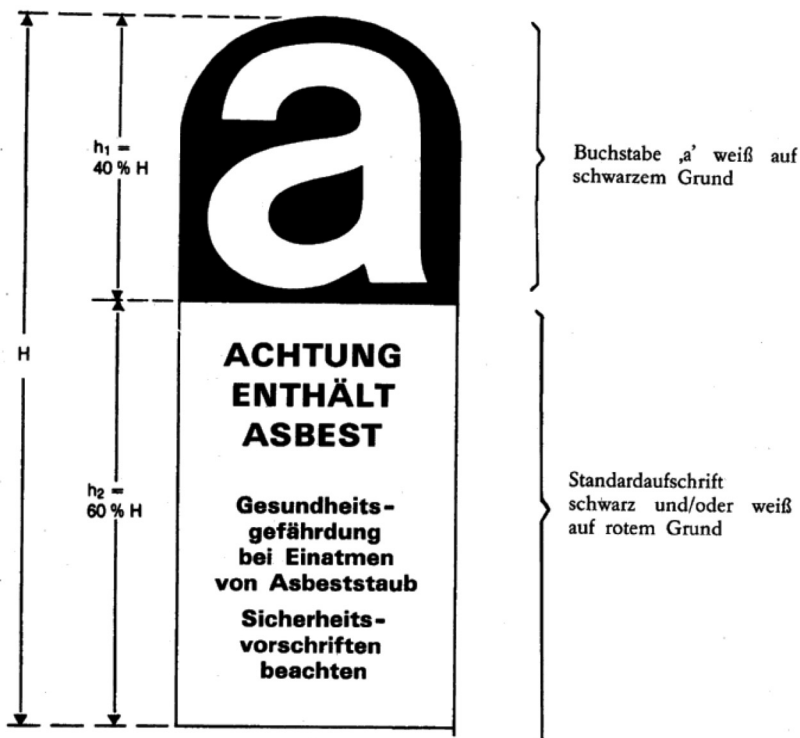 a
h₁ =
40 % H
Buchstabe ‚a’ weiß auf
schwarzem Grund
H
ACHTUNG
ENTHÄLT
ASBEST
h₂ =
60 % H
Gesundheits-
gefährdung
bei Einatmen
von Asbeststaub
Sicherheits-
vorschriften
beachten
Standardaufschrift
schwarz und/oder weiß
auf rotem Grund